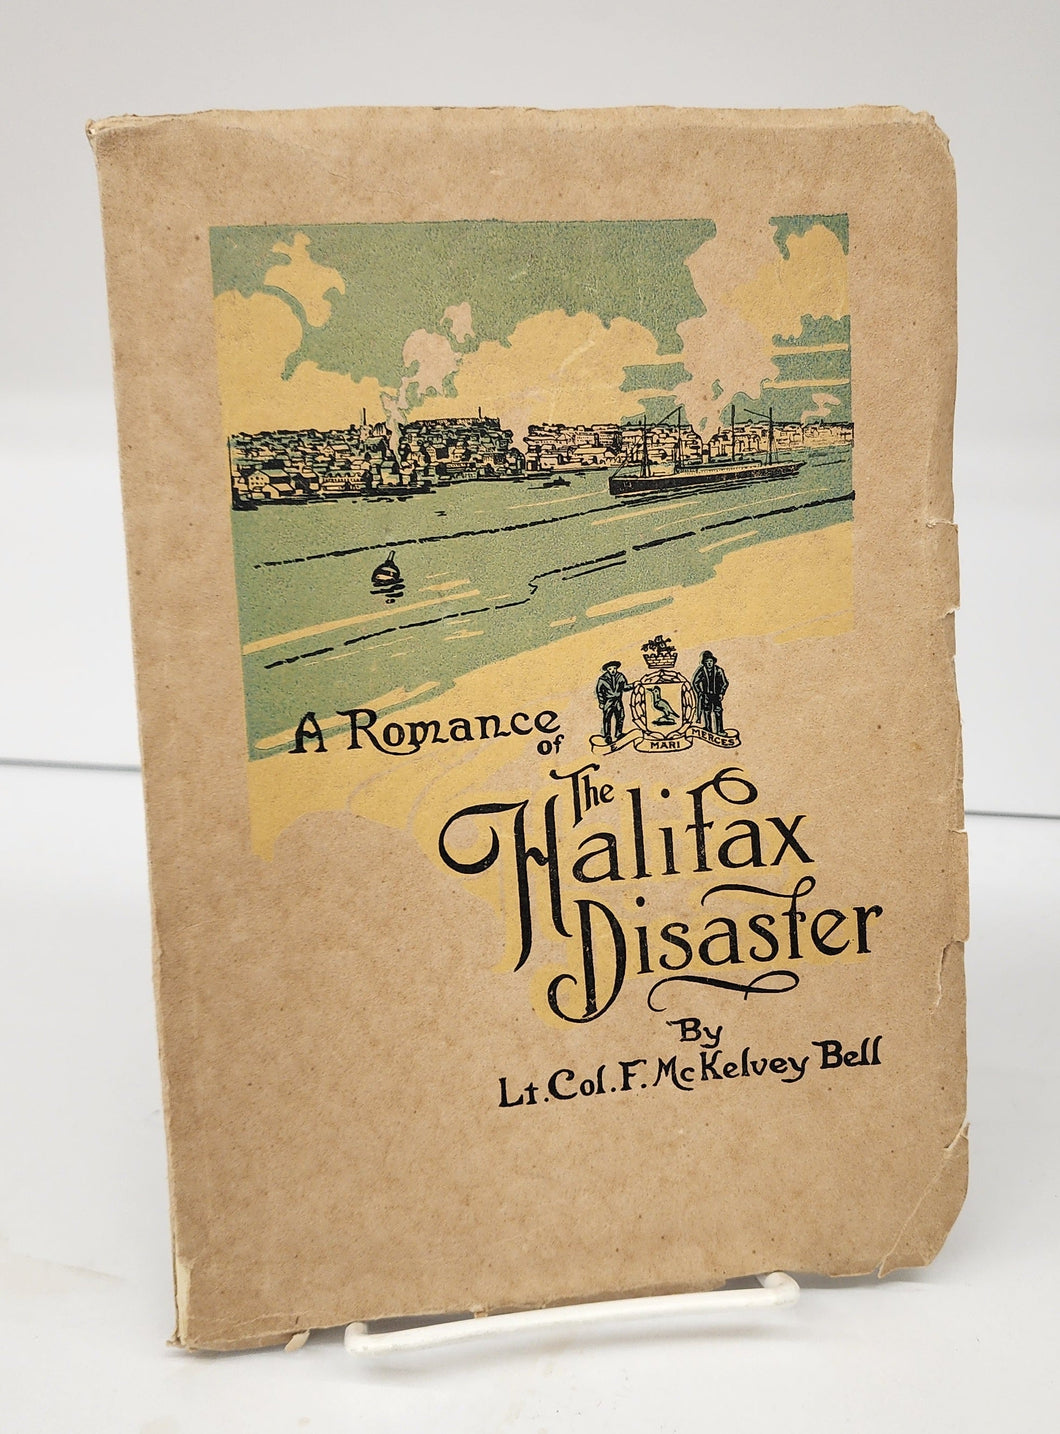 A Romance
of
E MARI MERCES
The
Halifax
Disaster
By
Lt. Col. F. McKelvey Bell